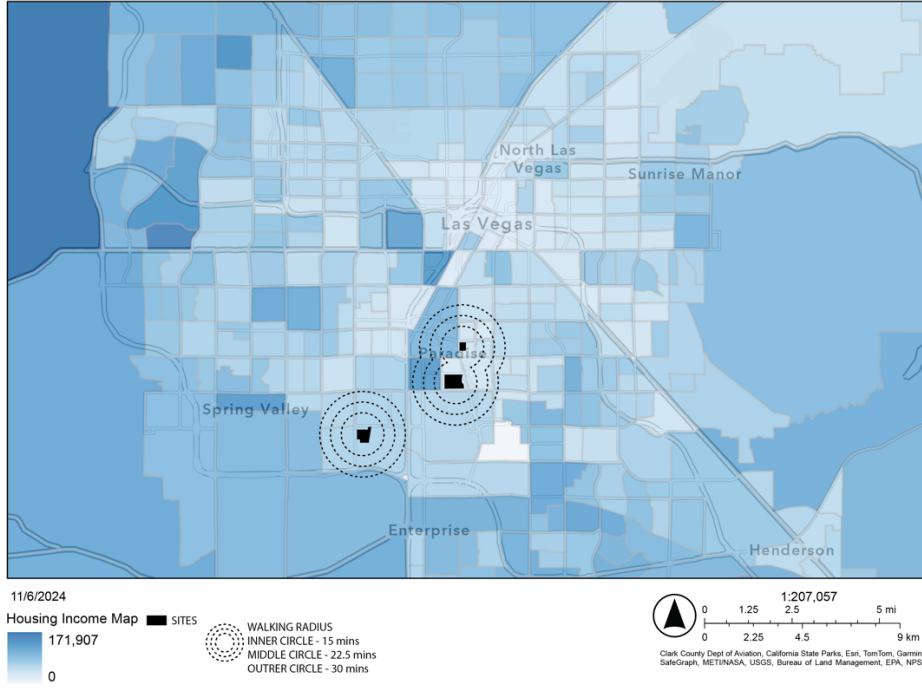 North Las
Vegas
Sunrise Manor
Las Vegas
Paradise
Spring Valley
Enterprise
Henderson
11/6/2024
Housing Income Map
171,907
0
SITES
WALKING RADIUS
INNER CIRCLE - 15 mins
MIDDLE CIRCLE - 22.5 mins
OUTRER CIRCLE - 30 mins
1:207,057
0 1.25 2.5 5 mi
0 2.25 4.5 9 km
Clark County Dept of Aviation, California State Parks, Esri, TomTom, Garmin
SafeGraph, METI/NASA, USGS, Bureau of Land Management, EPA, NPS